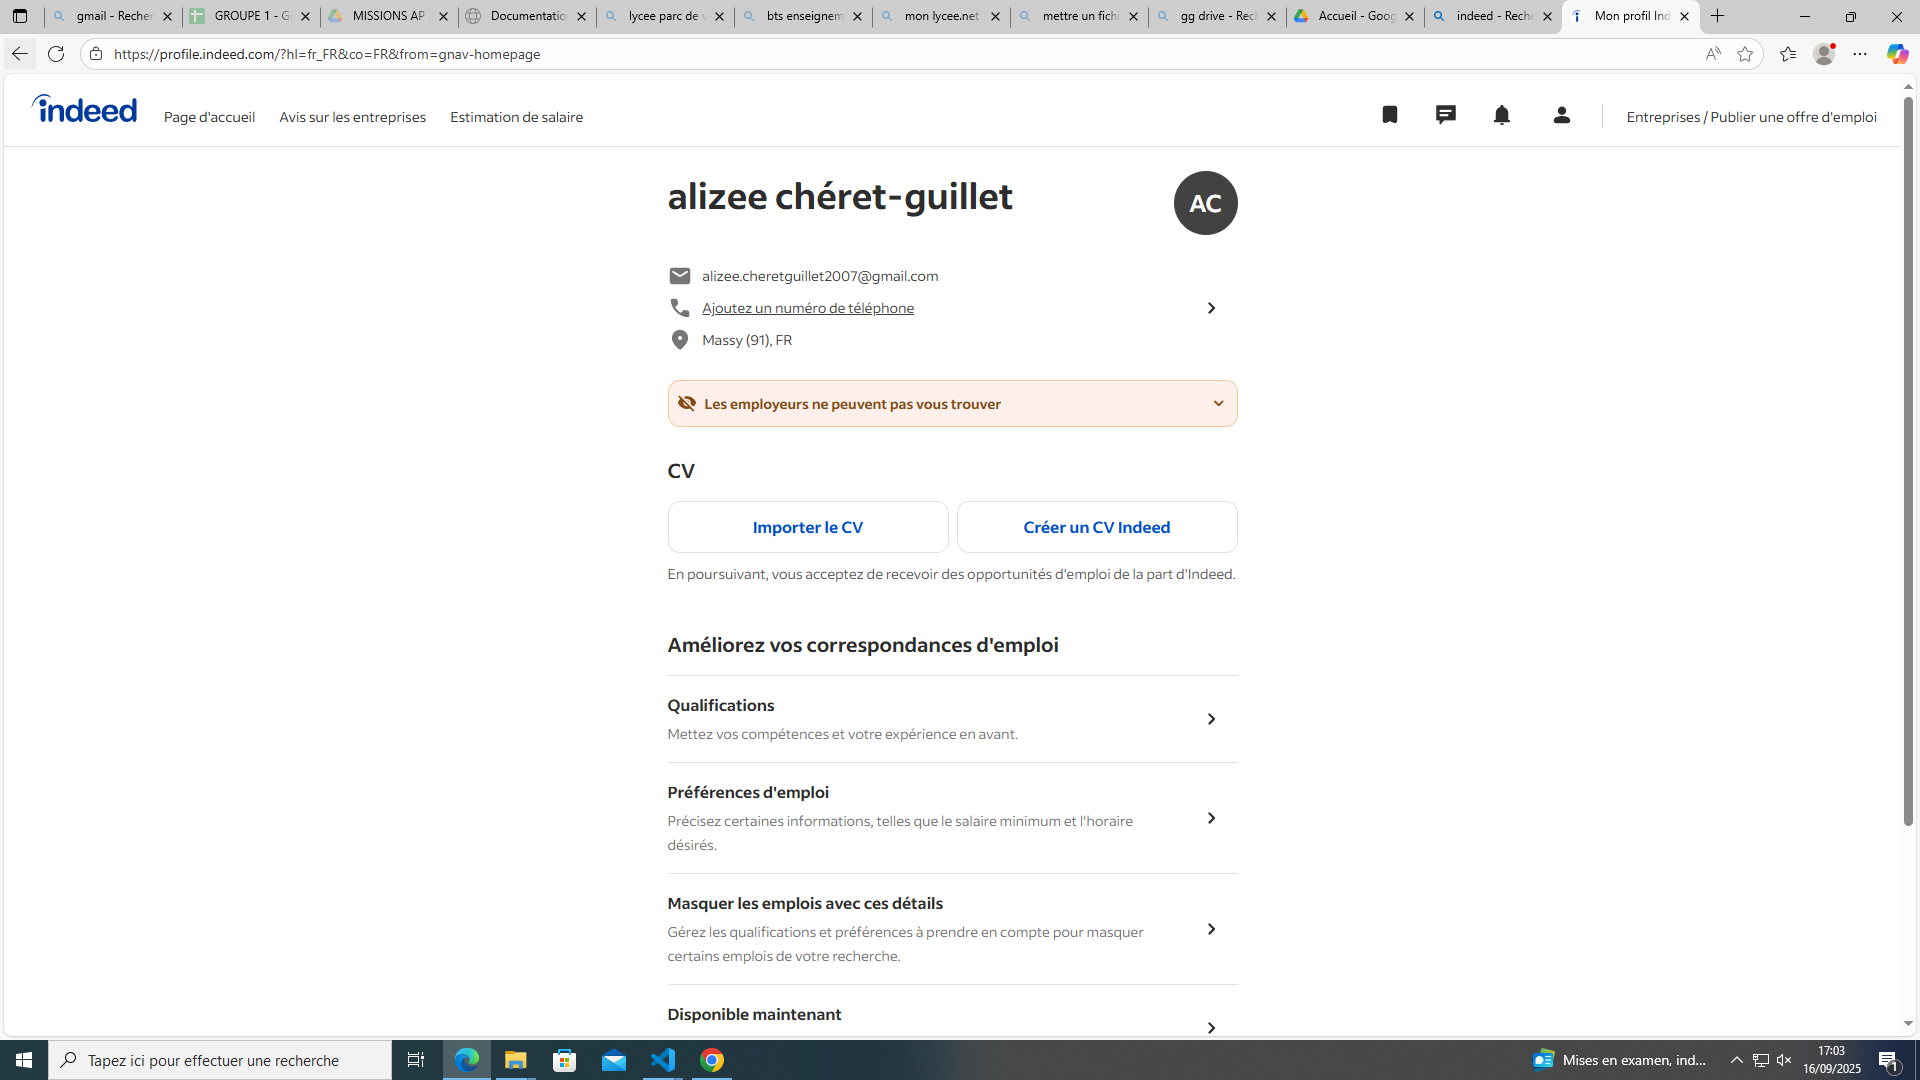 gmail - Recher
GROUPE 1 - Go
MISSIONS AP
Documentation
lycee parc de v
bts enseignem
mon lycee.net
mettre un fichi
gg drive - Rech
Accueil - Goog
indeed - Reche
Mon profil Ind
https://profile.indeed.com/?hl=fr_FR&co=FR&from=gnav-homepage
indeed
Page d'accueil
Avis sur les entreprises
Estimation de salaire
Entreprises / Publier une offre d'emploi
alizee chéret-guillet
AC
alizee.cheretguillet2007@gmail.com
Ajoutez un numéro de téléphone
Massy (91), FR
Les employeurs ne peuvent pas vous trouver
CV
Importer le CV
Créer un CV Indeed
En poursuivant, vous acceptez de recevoir des opportunités d'emploi de la part d'Indeed.
Améliorez vos correspondances d'emploi
Qualifications
Mettez vos compétences et votre expérience en avant.
Préférences d'emploi
Précisez certaines informations, telles que le salaire minimum et l'horaire
désirés.
Masquer les emplois avec ces détails
Gérez les qualifications et préférences à prendre en compte pour masquer
certains emplois de votre recherche.
Disponible maintenant
Tapez ici pour effectuer une recherche
Mises en examen, ind...
17:03
16/09/2025
1